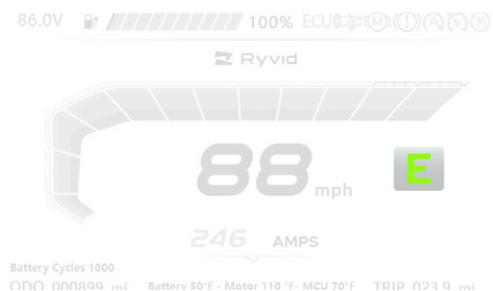 86.0V 100% ECU
Ryvid
88 mph
E
246 AMPS
Battery Cycles 1000
ODO 000899 mi Battery 50°F - Motor 110 °F- MCU 70°F TRIP 023.9 mi